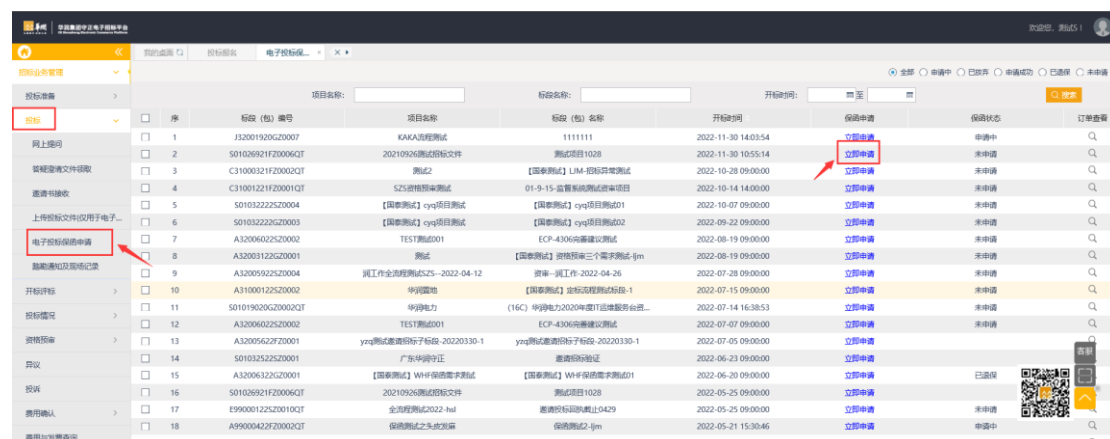 华润集团守正电子招标平台
欢迎您，测试5！
我的桌面 投标报名 电子投标保... × × ▸
招标业务管理
全部 申请中 已放弃 申请成功 已退保 未申请
投标准备
项目名称: 标段名称: 开标时间: 至 搜索
投标
序 标段（包）编号 项目名称 标段（包）名称 开标时间 保函申请 保函状态 订单查看
1 J32001920GZ0007 KAKA流程测试 1111111 2022-11-30 14:03:54 立即申请 申请中
网上提问
2 S01026921FZ0006QT 20210926测试招标文件 测试项目1028 2022-11-30 10:55:14 立即申请 未申请
答疑澄清文件领取
3 C31000321FZ0002QT 测试2 【国泰测试】LJM-招标异常测试 2022-10-28 09:00:00 立即申请 未申请
邀请书接收
4 C31001221FZ0001QT SZS资格预审测试 01-9-15-监管系统测试资审项目 2022-10-14 14:00:00 立即申请 未申请
5 S01032222SZ0004 【国泰测试】cyq项目测试 【国泰测试】cyq项目测试01 2022-10-07 09:00:00 立即申请 未申请
上传投标文件(仅用于电子...
6 S01032222GZ0003 【国泰测试】cyq项目测试 【国泰测试】cyq项目测试02 2022-09-22 09:00:00 立即申请 未申请
电子投标保函申请
7 A32006022SZ0002 TEST测试001 ECP-4306完善建议测试 2022-08-19 09:00:00 立即申请 未申请
8 A32003122GZ0001 测试 【国泰测试】资格预审三个需求测试-ljm 2022-08-19 09:00:00 立即申请 未申请
踏勘通知及现场记录
9 A32005922SZ0004 润工作全流程测试SZS---2022-04-12 资审--润工作-2022-04-26 2022-07-28 09:00:00 立即申请 未申请
开标评标
10 A31000122SZ0002 华润置地 【国泰测试】定标流程测试标段-1 2022-07-15 09:00:00 立即申请 未申请
11 S01019020GZ0002QT 华润电力 (16C) 华润电力2020年度IT运维服务台资... 2022-07-14 16:38:53 立即申请 未申请
投标情况
12 A32006022SZ0002 TEST测试001 ECP-4306完善建议测试 2022-07-07 09:00:00 立即申请 未申请
资格预审
13 A32005622FZ0001 yzq测试邀请招标子标段-20220330-1 yzq测试邀请招标子标段-20220330-1 2022-07-05 09:00:00 立即申请
异议
14 S01032522SZ0001 广东华润守正 邀请招标验证 2022-06-23 09:00:00 立即申请
客服
15 A32006322GZ0001 【国泰测试】WHF保函需求测试 【国泰测试】WHF保函需求测试01 2022-06-20 09:00:00 立即申请 已退保
投诉
16 S01026921FZ0006QT 20210926测试招标文件 测试项目1028 2022-05-25 09:00:00 立即申请
费用确认
17 E99000122SZ0010QT 全流程测试2022-hsl 邀请投标回执截止0429 2022-05-25 09:00:00 立即申请 未申请
18 A99000422FZ0002QT 保函测试之头皮发麻 保函测试2-ljm 2022-05-21 15:30:46 立即申请 未申请
费用与发票查询